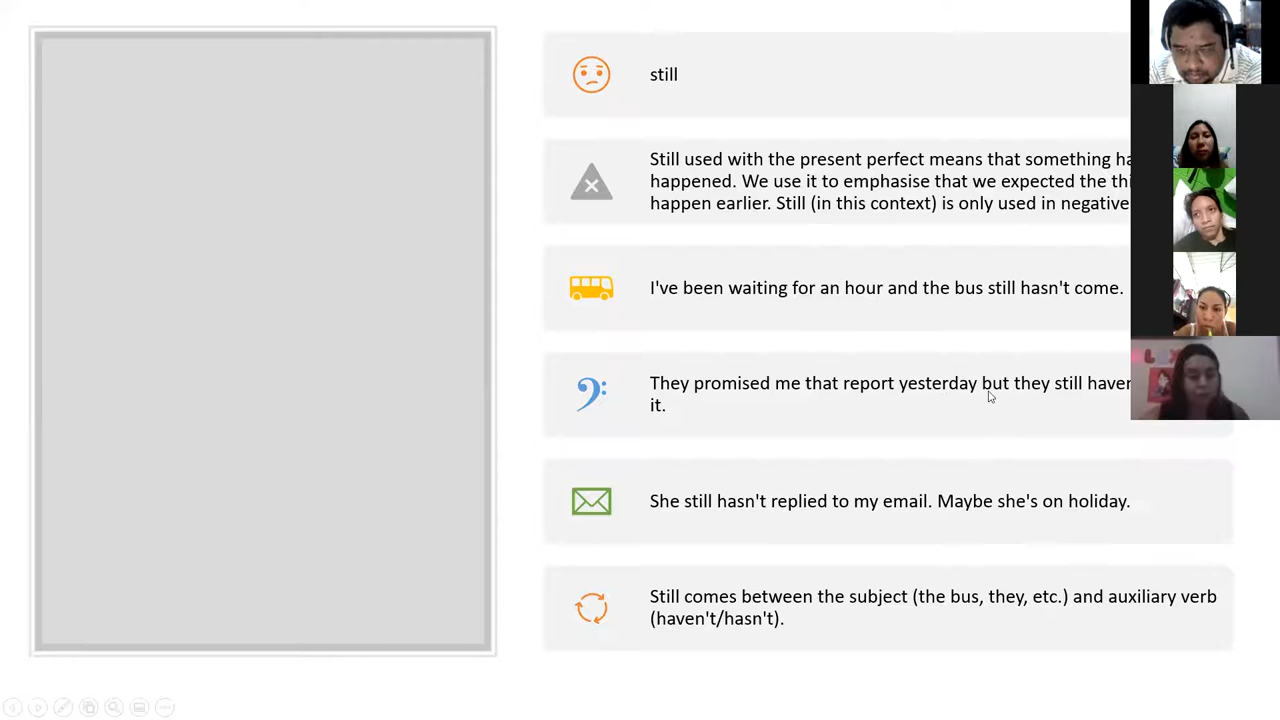 still
Still used with the present perfect means that something
happened. We use it to emphasise that we expected the
happen earlier. Still (in this context) is only used in negative
I've been waiting for an hour and the bus still hasn't come.
They promised me that report yesterday but they still
it.
She still hasn't replied to my email. Maybe she's on holiday.
Still comes between the subject (the bus, they, etc.) and auxiliary verb
(haven't/hasn't).